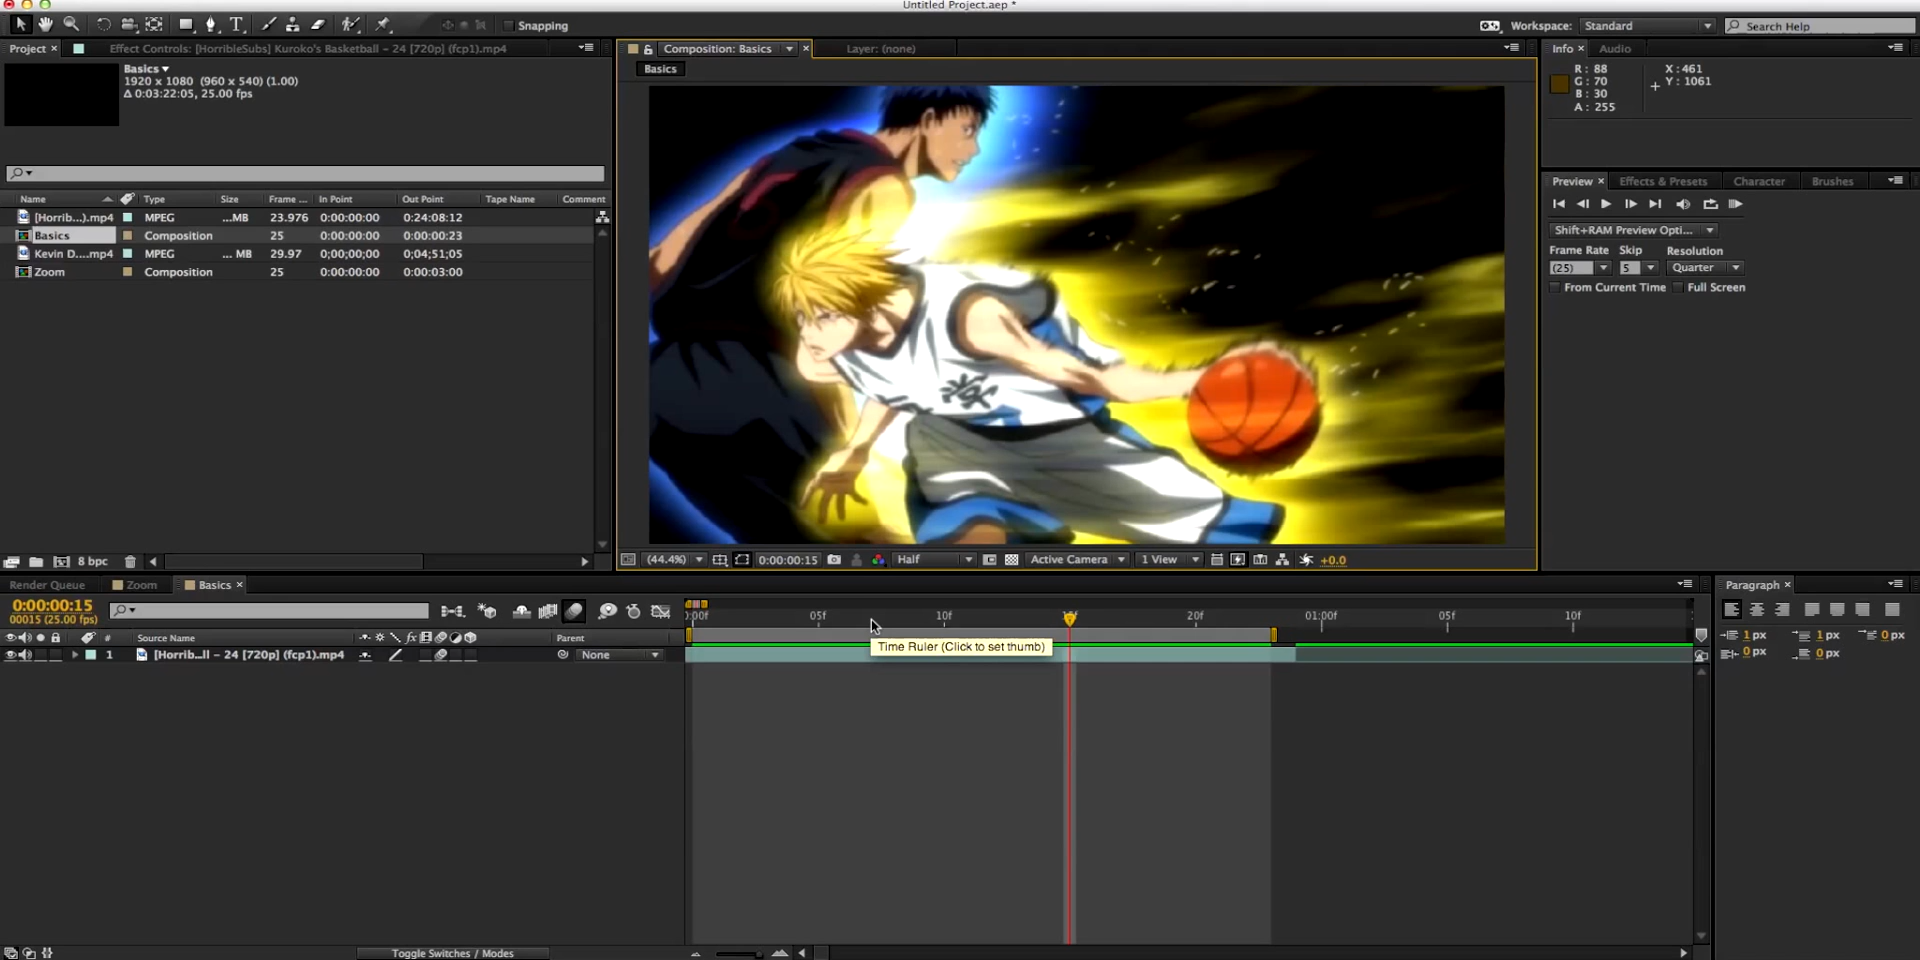 Untitled Project.aep *
Snapping
Workspace: Standard
Search Help
Project × Effect Controls: [HorribleSubs] Kuroko's Basketball – 24 [720p] (fcp1).mp4
Basics ▾
1920 x 1080 (960 x 540) (1.00)
Δ 0:03:22:05, 25.00 fps
Name Type Size Frame ... In Point Out Point Tape Name Comment
[Horrib...).mp4 MPEG ...MB 23.976 0:00:00:00 0:24:08:12
Basics Composition 25 0:00:00:00 0:00:00:23
Kevin D....mp4 MPEG ... MB 29.97 0;00;00;00 0;04;51;05
Zoom Composition 25 0:00:00:00 0:00:03:00
8 bpc
Composition: Basics × Layer: (none)
Basics
(44.4%) 0:00:00:15 Half Active Camera 1 View +0.0
Info × Audio
R : 88
G : 70
B : 30
A : 255
X : 461
Y : 1061
Preview × Effects & Presets Character Brushes
Shift+RAM Preview Opti...
Frame Rate Skip Resolution
(25) 5 Quarter
From Current Time Full Screen
Render Queue Zoom Basics ×
0:00:00:15
00015 (25.00 fps)
# Source Name fx Parent
1 [Horrib...ll – 24 [720p] (fcp1).mp4 None
):00f 05f 10f 15f 20f 01:00f 05f 10f
Time Ruler (Click to set thumb)
Toggle Switches / Modes
Paragraph ×
1 px 1 px 0 px
0 px 0 px